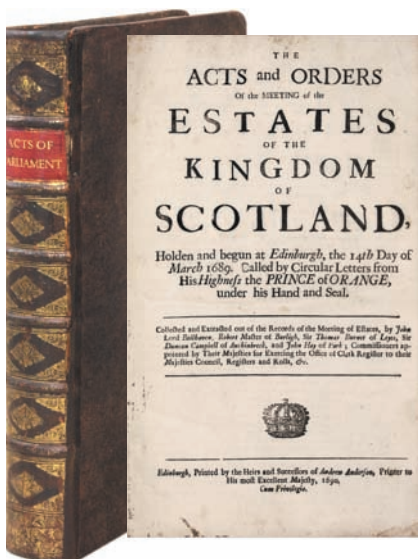 ACTS OF
PARLIAMENT
THE
ACTS and ORDERS
Of the MEETING of the
ESTATES
OF THE
KINGDOM
OF
SCOTLAND,
Holden and begun at Edinburgh, the 14th Day of
March 1689. Called by Circular Letters from
His Highneſs the PRINCE of ORANGE,
under his Hand and Seal.
Collected and Extracted out of the Records of the Meeting of Eſtates, by John
Lord Balhaven, Robert Maſter of Burligh, Sir Thomas Burnet of Leyes, Sir
Duncan Campbell of Auchinbreck, and John Hay of Park; Commiſſioners ap-
pointed by Their Majeſties for Exercing the Office of Clerk Regiſter to their
Majeſties Council, Regiſters and Rolls, &c.
Edinburgh, Printed by the Heirs and Succeſſors of Andrew Anderſon, Printer to
His moſt Excellent Majeſty, 1690.
Cum Privilegio.